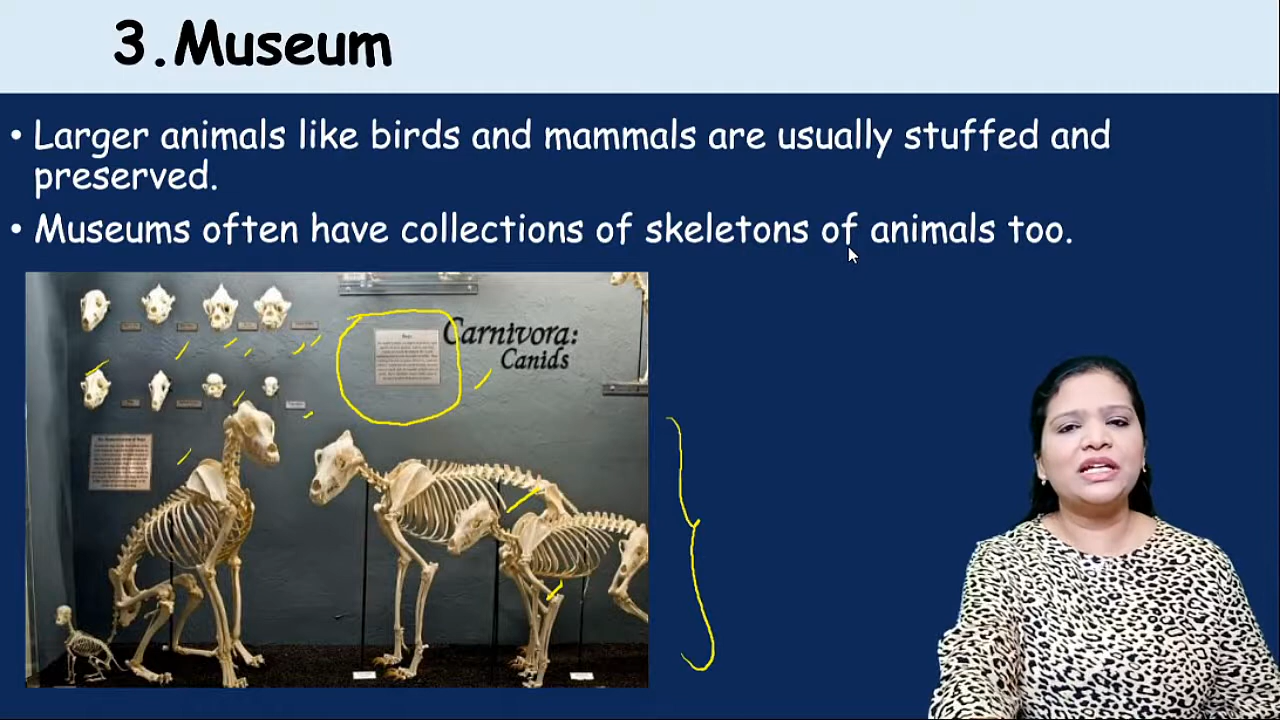 3.Museum
• Larger animals like birds and mammals are usually stuffed and
preserved.
• Museums often have collections of skeletons of animals too.
Carnivora:
Canids